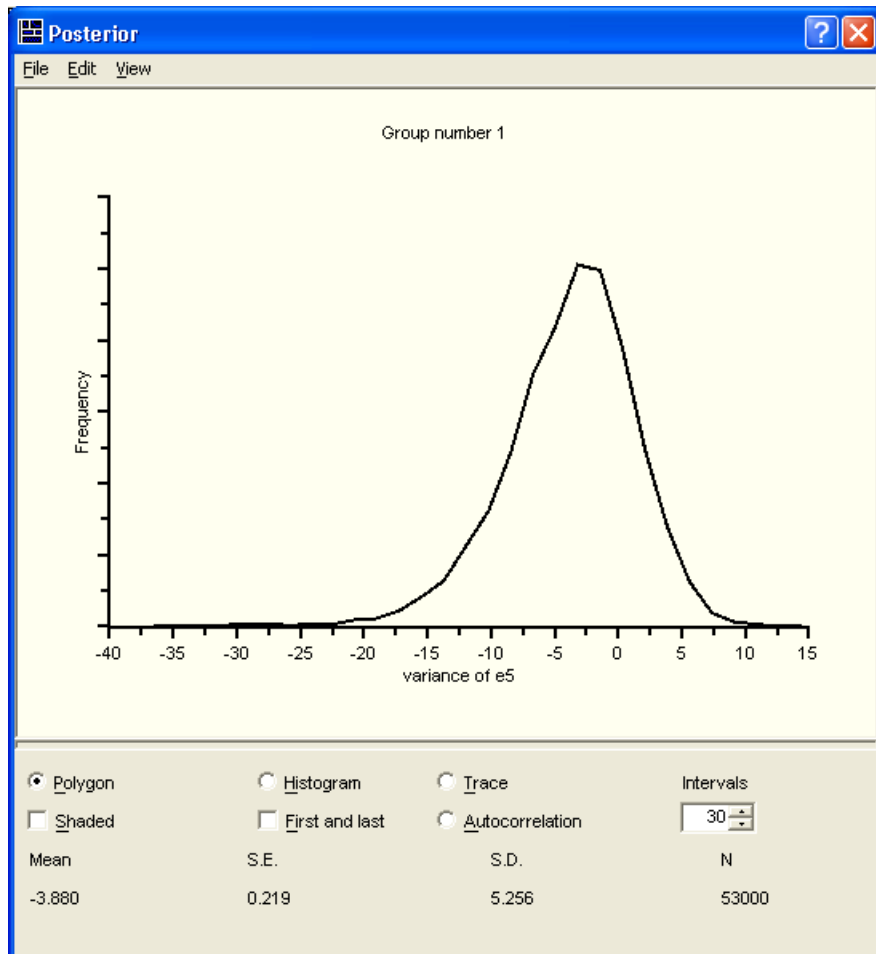 Posterior
File Edit View
Group number 1
Frequency
-40 -35 -30 -25 -20 -15 -10 -5 0 5 10 15
variance of e5
Polygon Histogram Trace Intervals
Shaded First and last Autocorrelation 30
Mean S.E. S.D. N
-3.880 0.219 5.256 53000